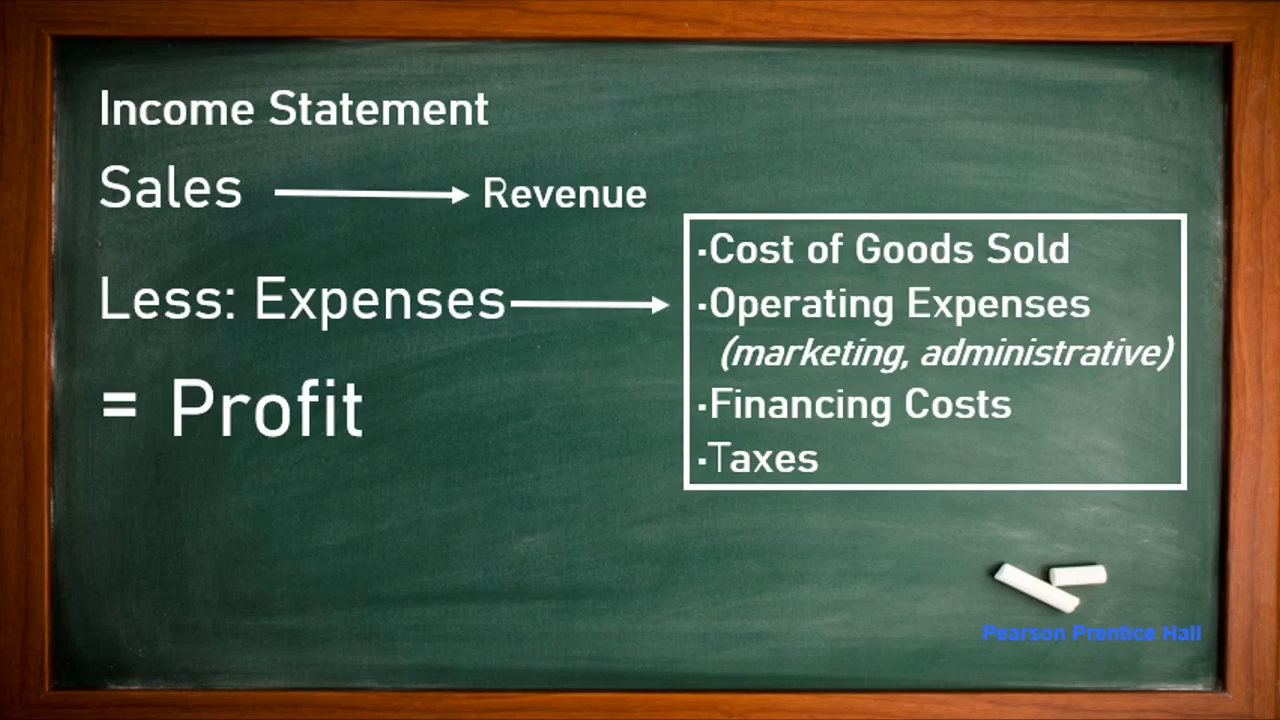 Income Statement
Sales
Revenue
Less: Expenses
·Cost of Goods Sold
·Operating Expenses
(marketing, administrative)
·Financing Costs
·Taxes
= Profit
Pearson Prentice Hall